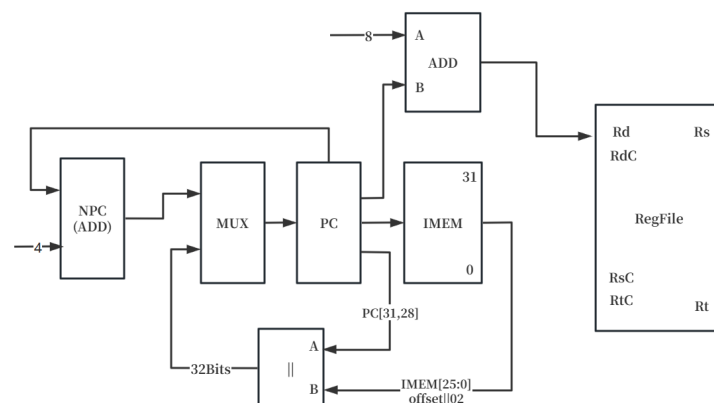 8
A
ADD
B
Rd
Rs
RdC
31
NPC
(ADD)
MUX
PC
IMEM
RegFile
4
0
RsC
RtC
Rt
PC[31,28]
A
32Bits
||
B
IMEM[25:0]
offset||02